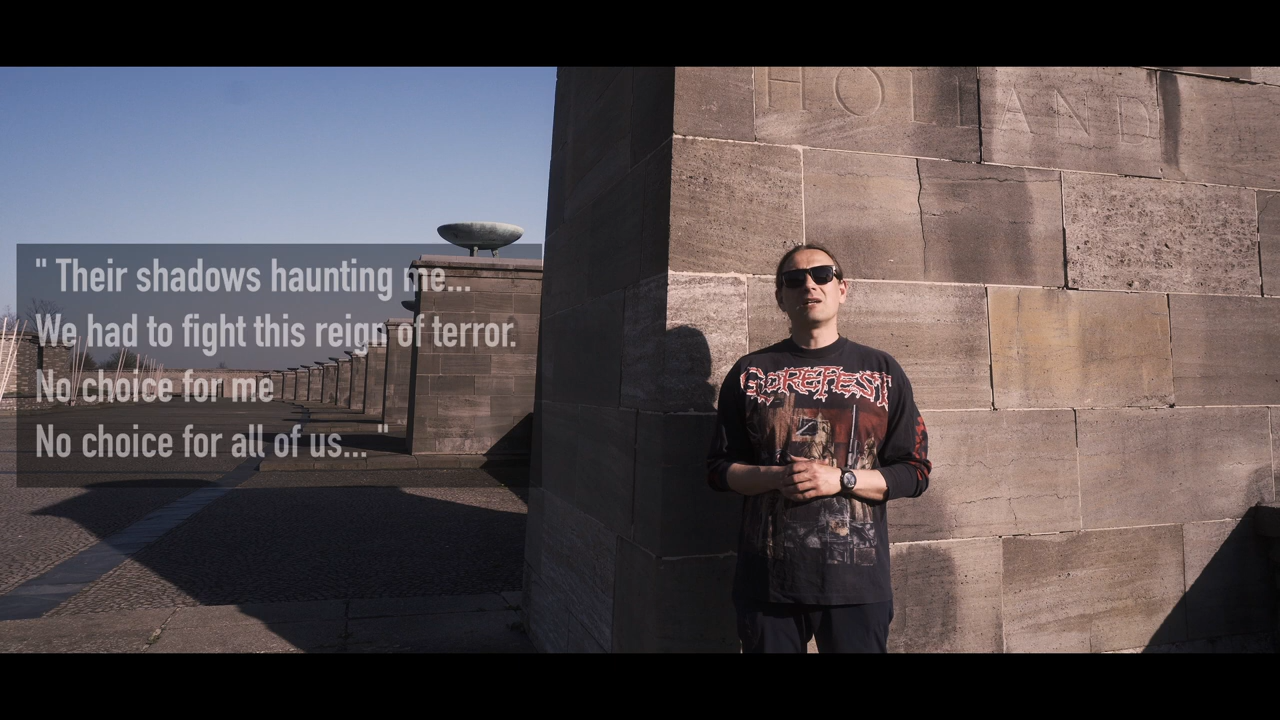 HOLLAND
" Their shadows haunting me...
We had to fight this reign of terror.
No choice for me
No choice for all of us... "
GOREFEST